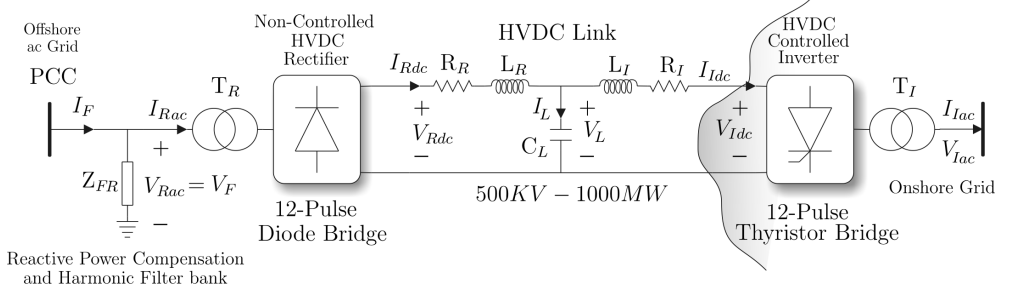 Offshore
ac Grid
PCC
I_F
I_Rac
T_R
Z_FR
+
V_Rac = V_F
−
Reactive Power Compensation
and Harmonic Filter bank
Non-Controlled
HVDC
Rectifier
12-Pulse
Diode Bridge
HVDC Link
I_Rdc
R_R
L_R
L_I
R_I
I_Idc
+
V_Rdc
−
I_L
C_L
+
V_L
−
+
V_Idc
−
500KV − 1000MW
HVDC
Controlled
Inverter
12-Pulse
Thyristor Bridge
T_I
I_Iac
V_Iac
Onshore Grid